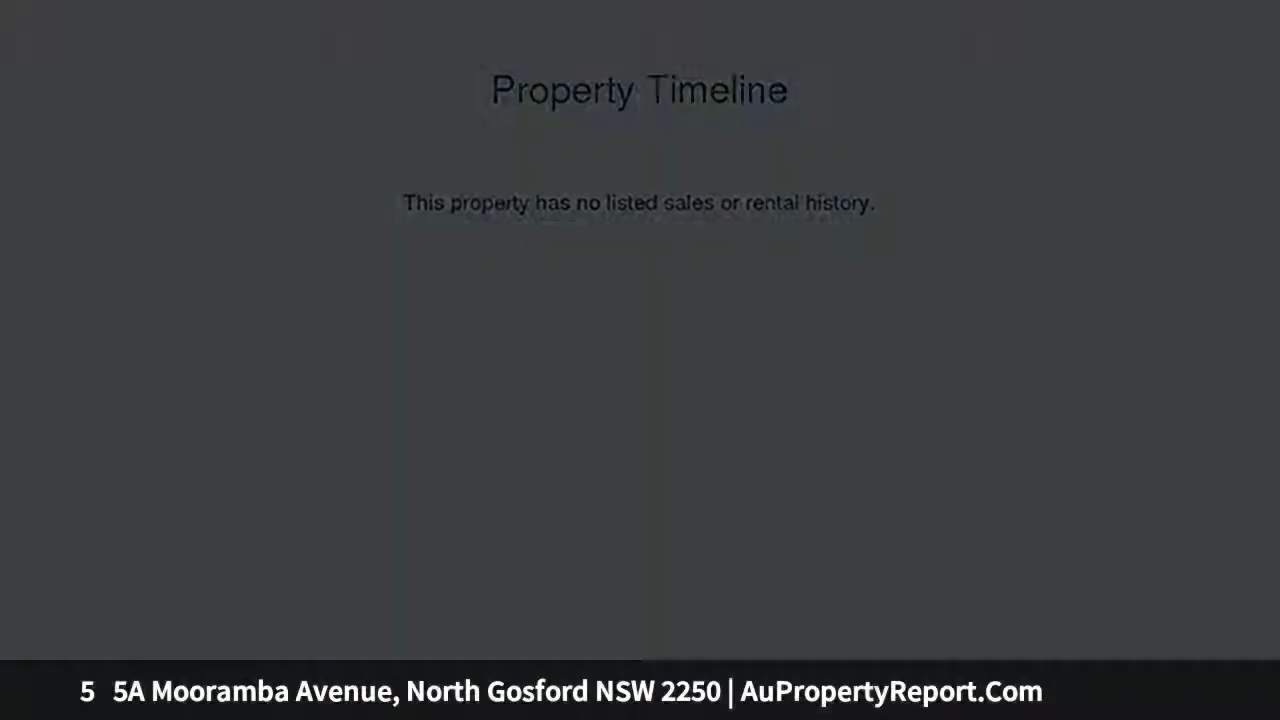 Property Timeline
This property has no listed sales or rental history.
5 5A Mooramba Avenue, North Gosford NSW 2250 | AuPropertyReport.Com